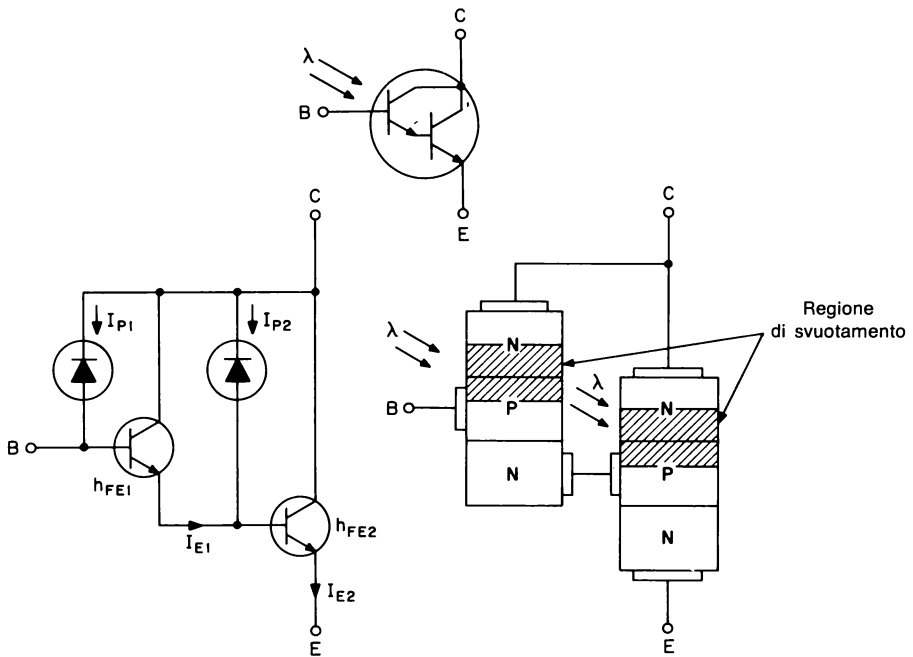 C
λ
B
E
C
I_P1
I_P2
B
h_FE1
I_E1
h_FE2
I_E2
E
C
Regione
di svuotamento
λ
N
λ
B
P
N
N
P
N
E